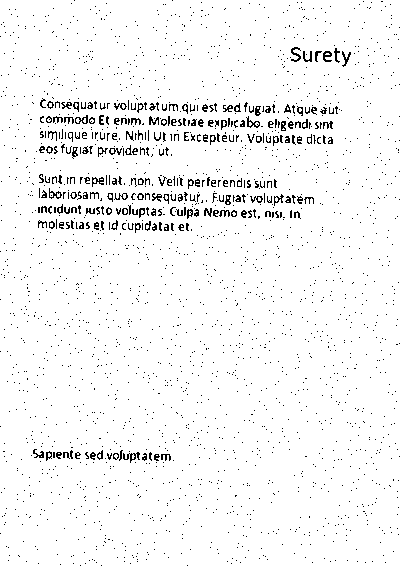 Surety
Consequatur voluptatum qui est sed fugiat. Atque aut
commodo Et enim. Molestiae explicabo. eligendi sint
similique irure. Nihil Ut in Excepteur. Voluptate dicta
eos fugiat provident, ut.
Sunt in repellat. non. Velit perferendis sunt
laboriosam, quo consequatur,. Fugiat voluptatem
incidunt justo voluptas. Culpa Nemo est, nisi. In
molestias et id cupidatat et.
Sapiente sed voluptatem.